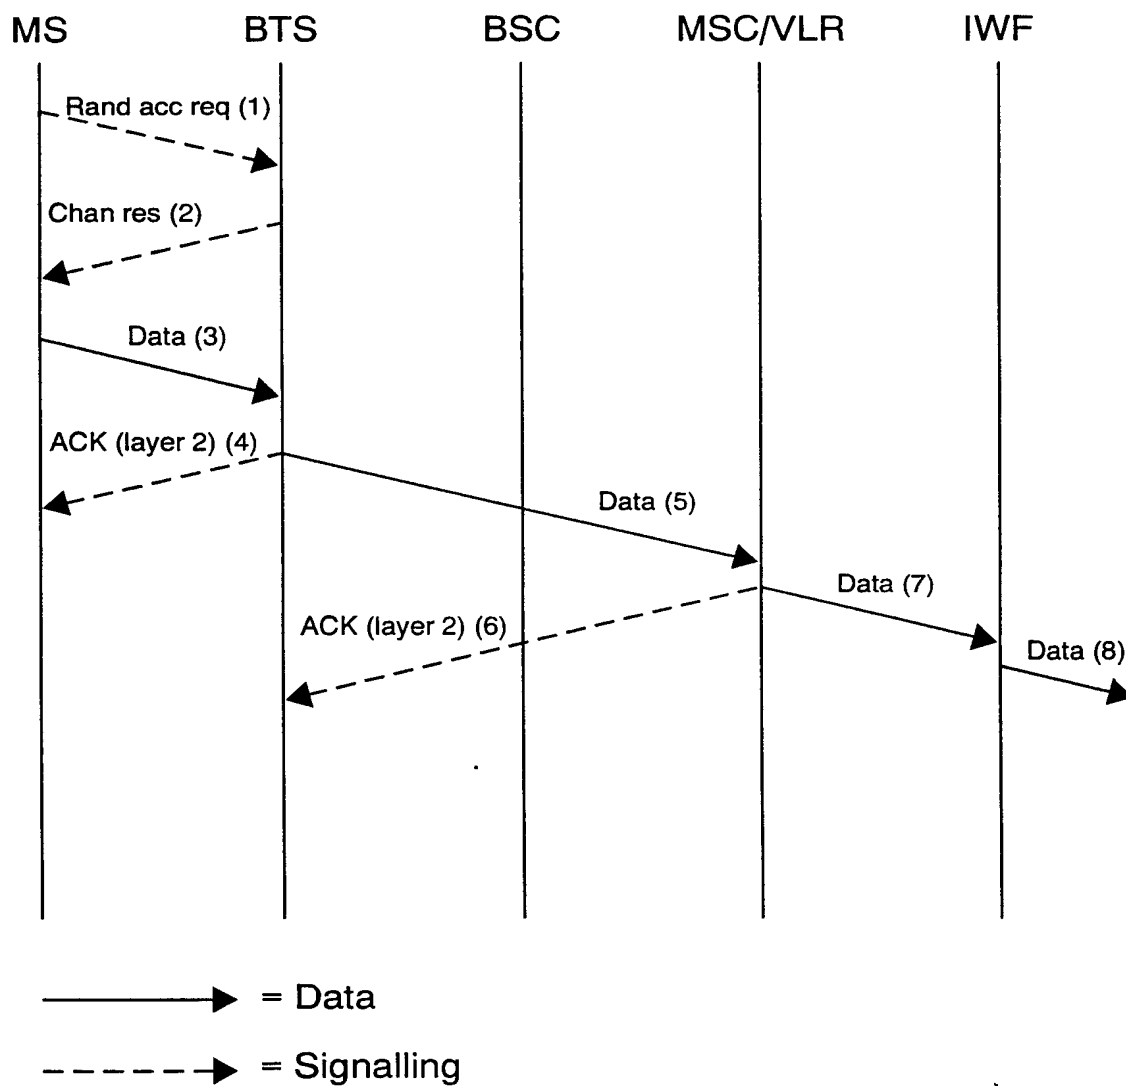 MS BTS BSC MSC/VLR IWF
Rand acc req (1)
Chan res (2)
Data (3)
ACK (layer 2) (4)
Data (5)
Data (7)
ACK (layer 2) (6)
Data (8)
= Data
= Signalling